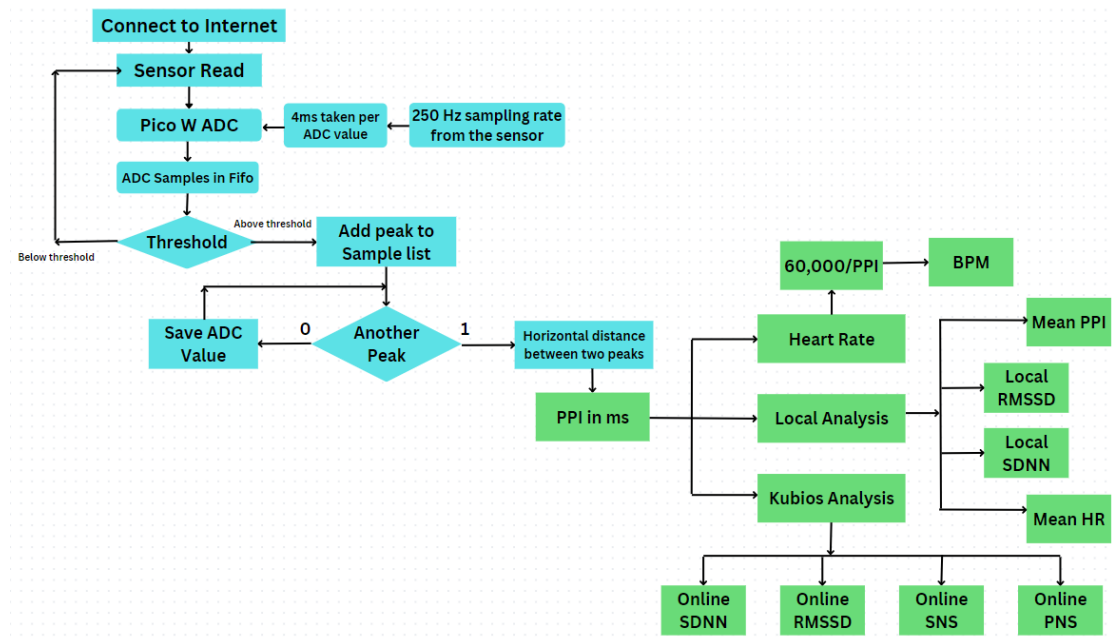 Connect to Internet
Sensor Read
Pico W ADC
4ms taken per
ADC value
250 Hz sampling rate
from the sensor
ADC Samples in Fifo
Threshold
Above threshold
Below threshold
Add peak to
Sample list
Save ADC
Value
0
Another
Peak
1
Horizontal distance
between two peaks
PPI in ms
60,000/PPI
BPM
Heart Rate
Local Analysis
Kubios Analysis
Mean PPI
Local
RMSSD
Local
SDNN
Mean HR
Online
SDNN
Online
RMSSD
Online
SNS
Online
PNS